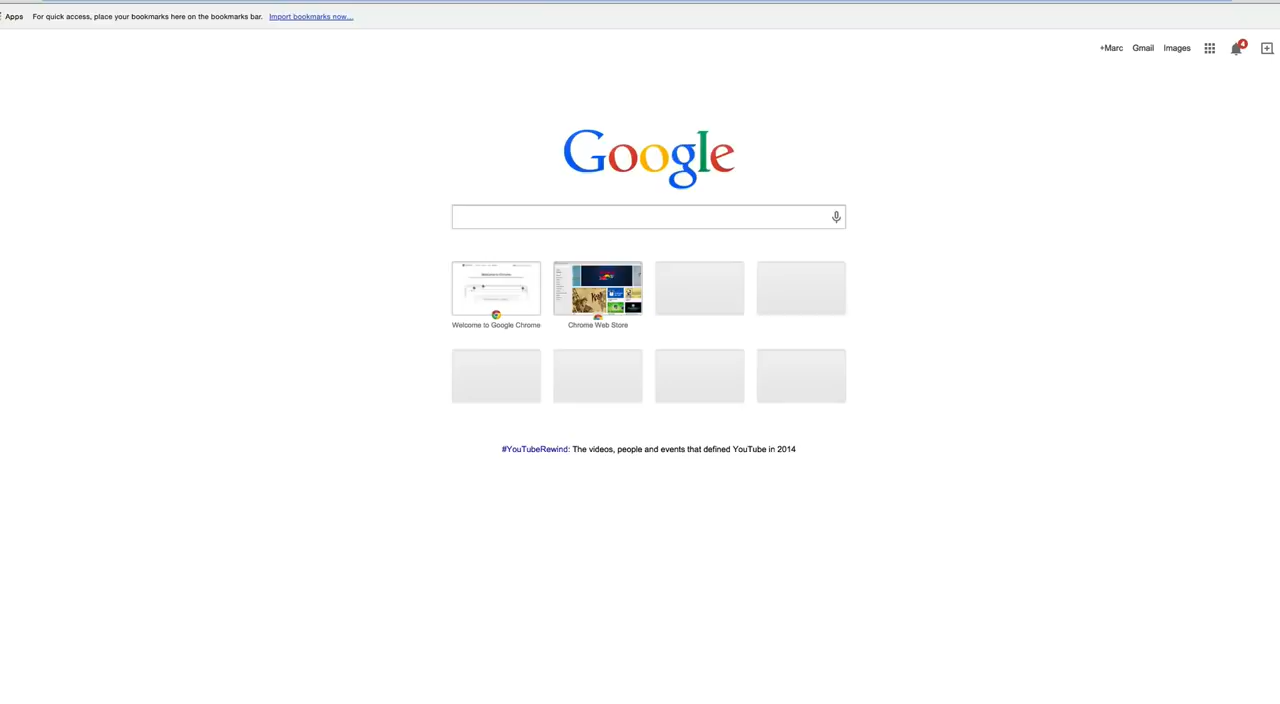 Apps For quick access, place your bookmarks here on the bookmarks bar. Import bookmarks now...
+Marc Gmail Images 4
Google
Welcome to Google Chrome Chrome Web Store
#YouTubeRewind: The videos, people and events that defined YouTube in 2014